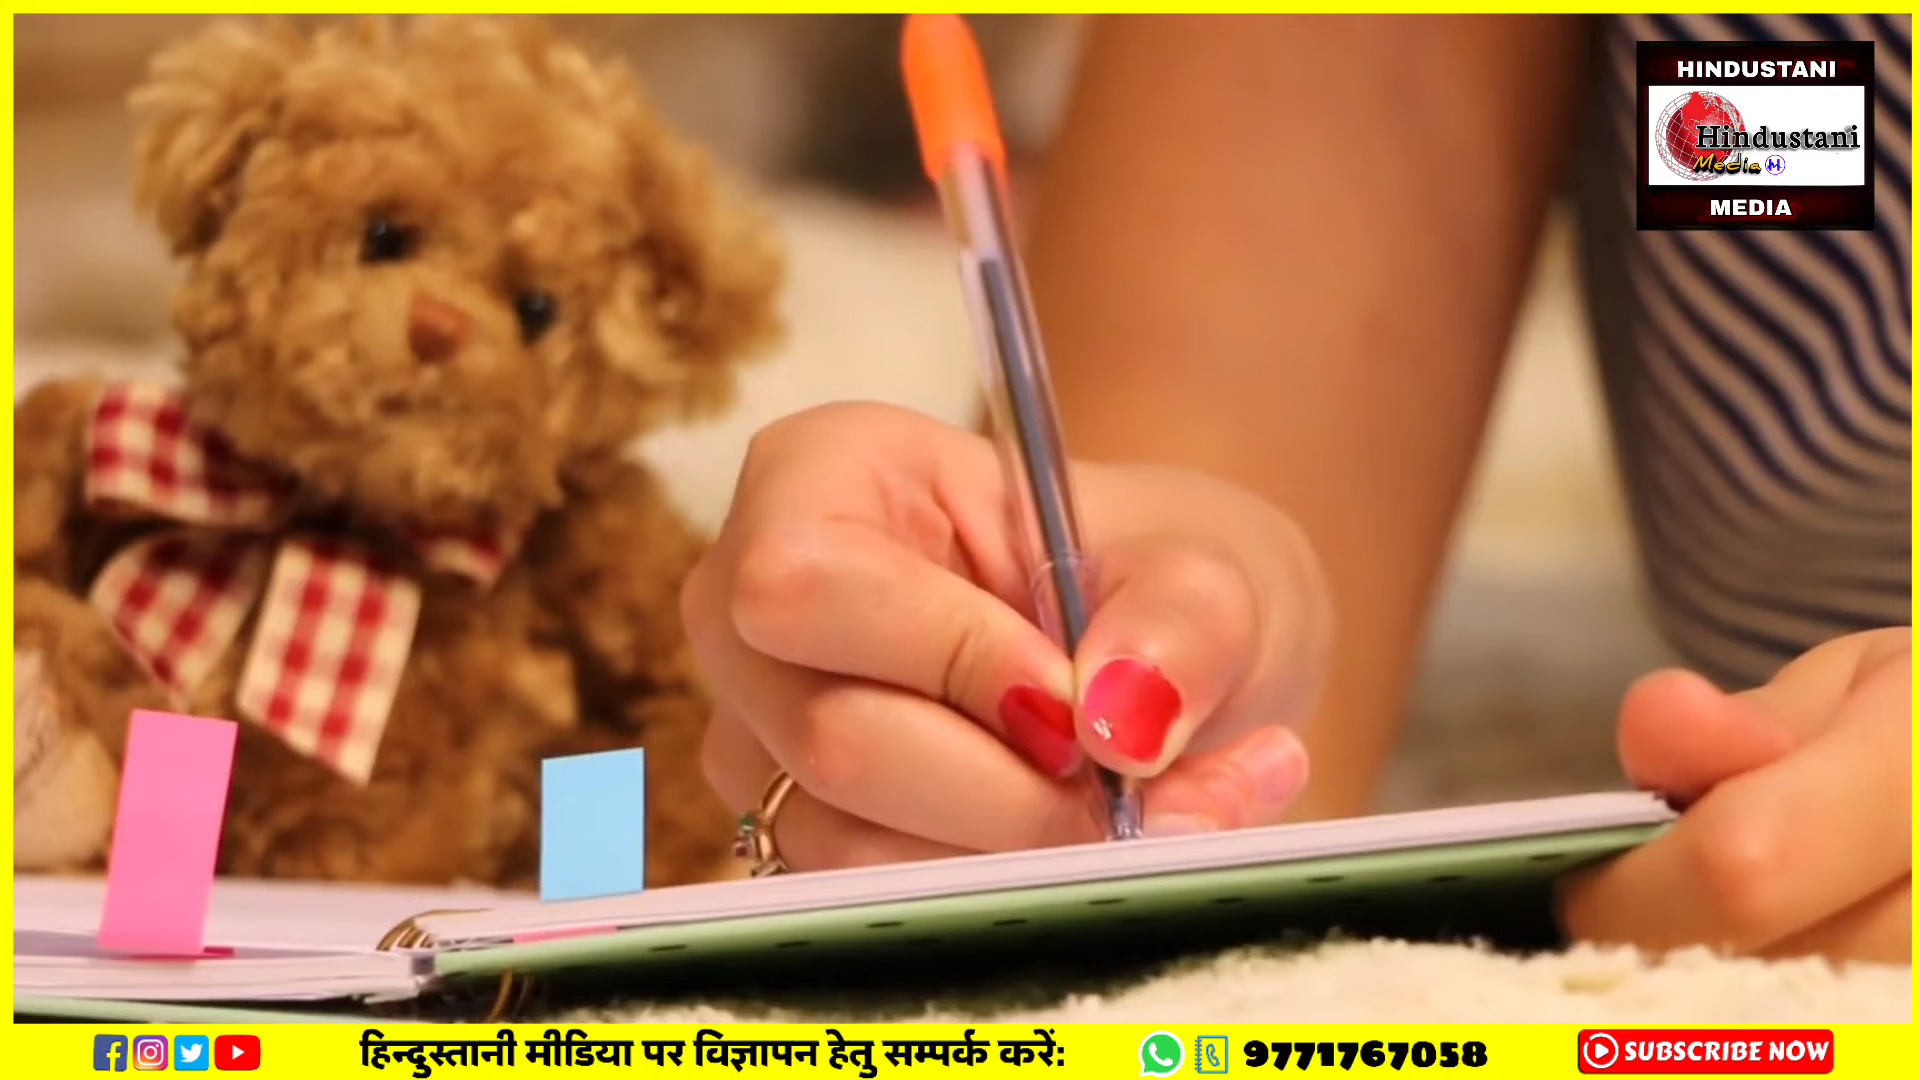 HINDUSTANI
Hindustani
Media M
MEDIA
हिन्दुस्तानी मीडिया पर विज्ञापन हेतु सम्पर्क करें: 9771767058 SUBSCRIBE NOW